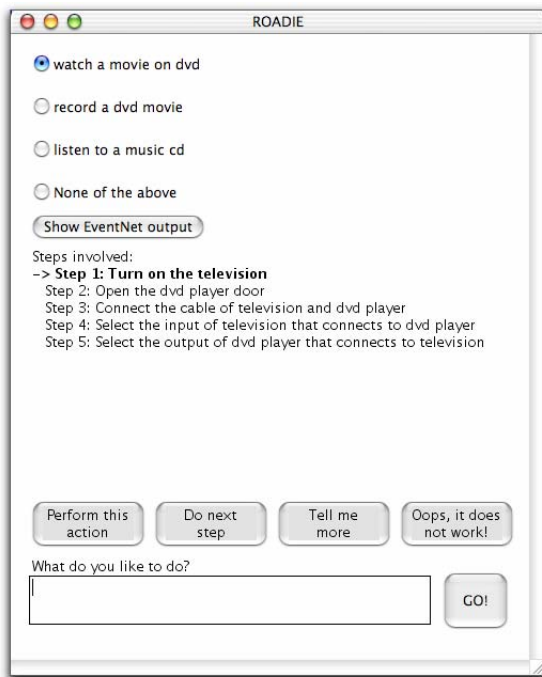 ROADIE
watch a movie on dvd
record a dvd movie
listen to a music cd
None of the above
Show EventNet output
Steps involved:
-> Step 1: Turn on the television
Step 2: Open the dvd player door
Step 3: Connect the cable of television and dvd player
Step 4: Select the input of television that connects to dvd player
Step 5: Select the output of dvd player that connects to television
Perform this
action
Do next
step
Tell me
more
Oops, it does
not work!
What do you like to do?
GO!